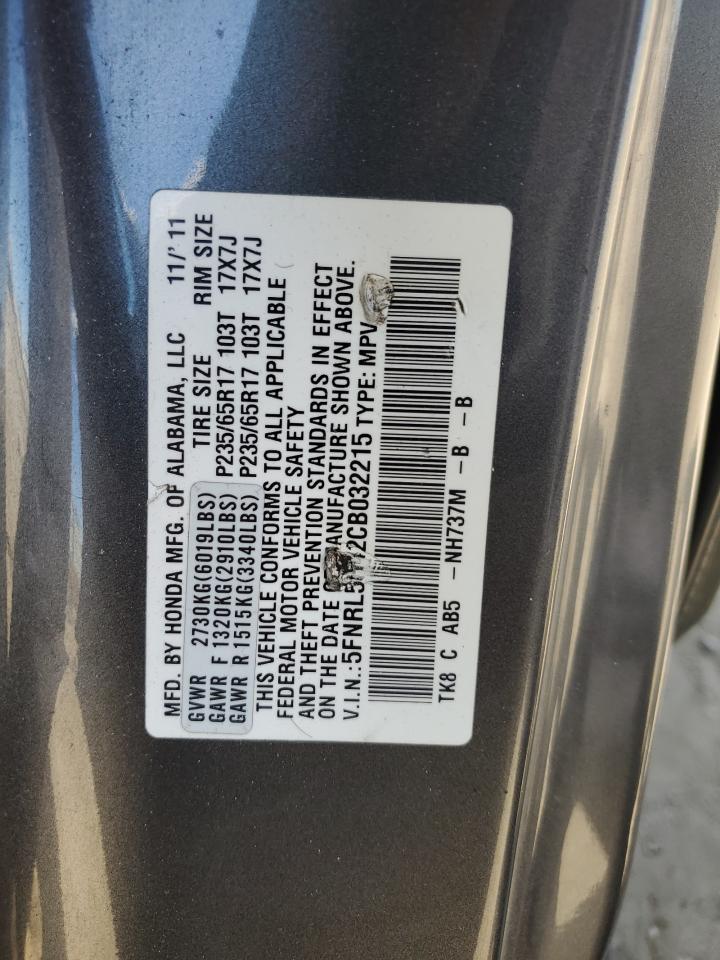 MFD. BY HONDA MFG. OF ALABAMA, LLC 11/'11
GVWR 2730KG(6019LBS) TIRE SIZE RIM SIZE
GAWR F 1320KG(2910LBS) P235/65R17 103T 17X7J
GAWR R 1515KG(3340LBS) P235/65R17 103T 17X7J
THIS VEHICLE CONFORMS TO ALL APPLICABLE
FEDERAL MOTOR VEHICLE SAFETY
AND THEFT PREVENTION STANDARDS IN EFFECT
ON THE DATE MANUFACTURE SHOWN ABOVE.
V.I.N.: TYPE: MPV
TK8 C AB5 -NH737M -B -B